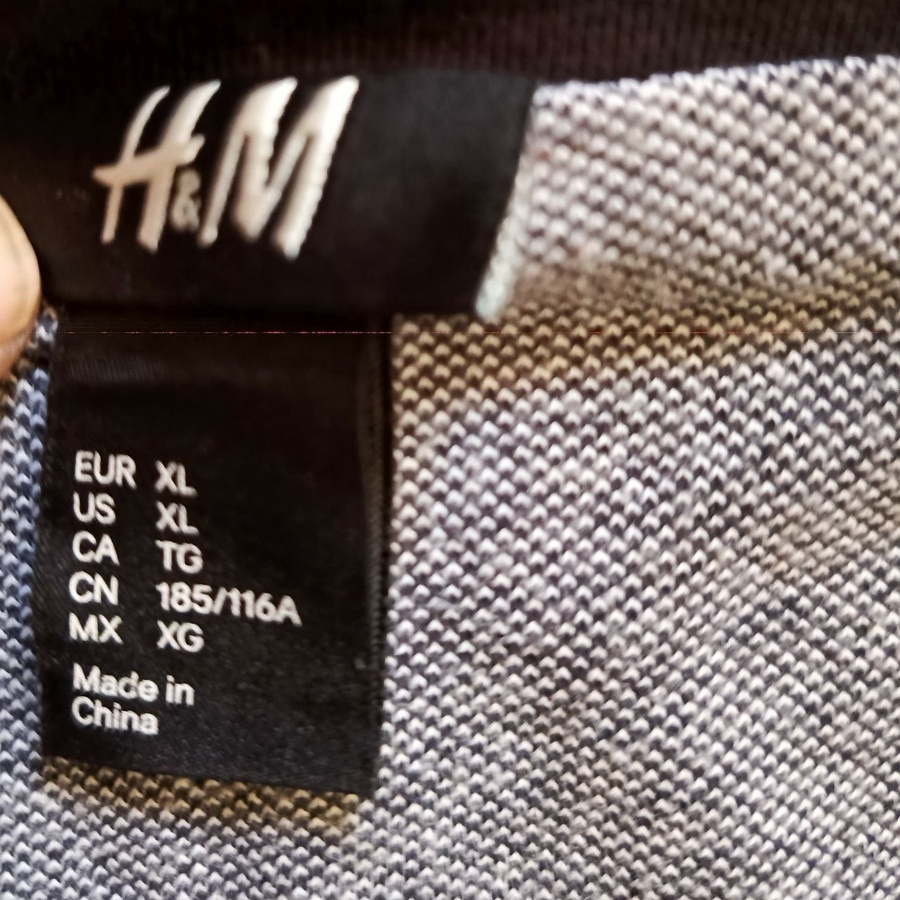 H&M
EUR XL
US XL
CA TG
CN 185/116A
MX XG
Made in
China